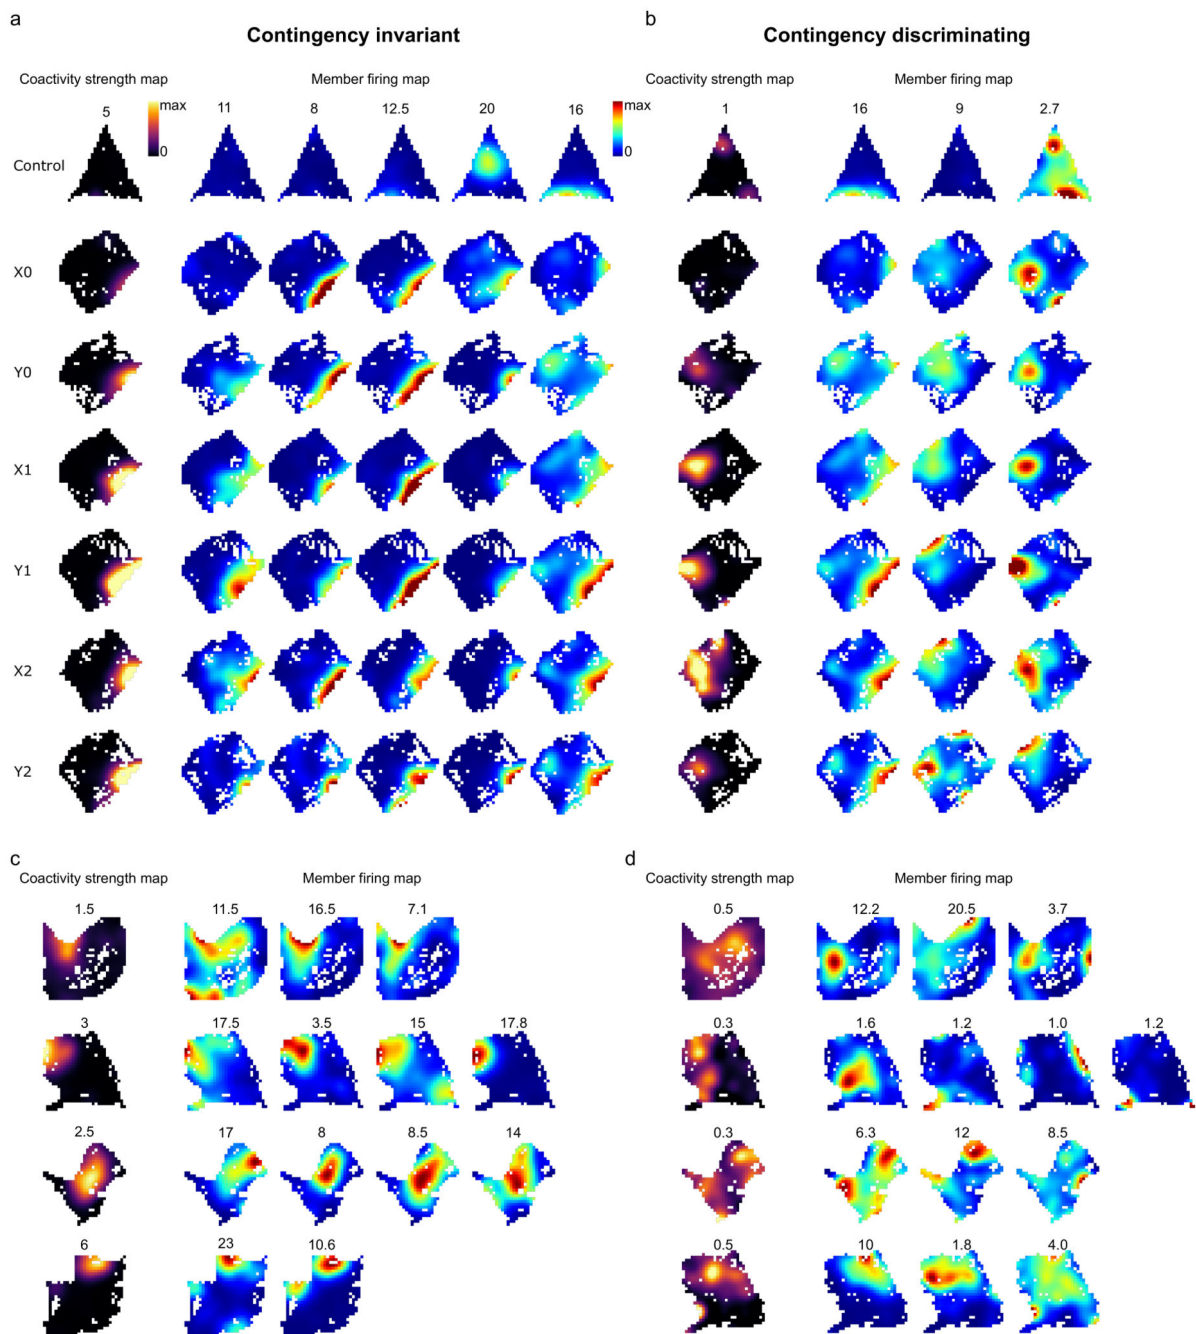 a
Contingency invariant
Coactivity strength map
Member firing map
5
max
0
11
8
12.5
20
16
max
0
Control
X0
Y0
X1
Y1
X2
Y2
b
Contingency discriminating
Coactivity strength map
Member firing map
1
16
9
2.7
c
Coactivity strength map
Member firing map
1.5
11.5
16.5
7.1
3
17.5
3.5
15
17.8
2.5
17
8
8.5
14
6
23
10.6
d
Coactivity strength map
Member firing map
0.5
12.2
20.5
3.7
0.3
1.6
1.2
1.0
1.2
0.3
6.3
12
8.5
0.5
10
1.8
4.0